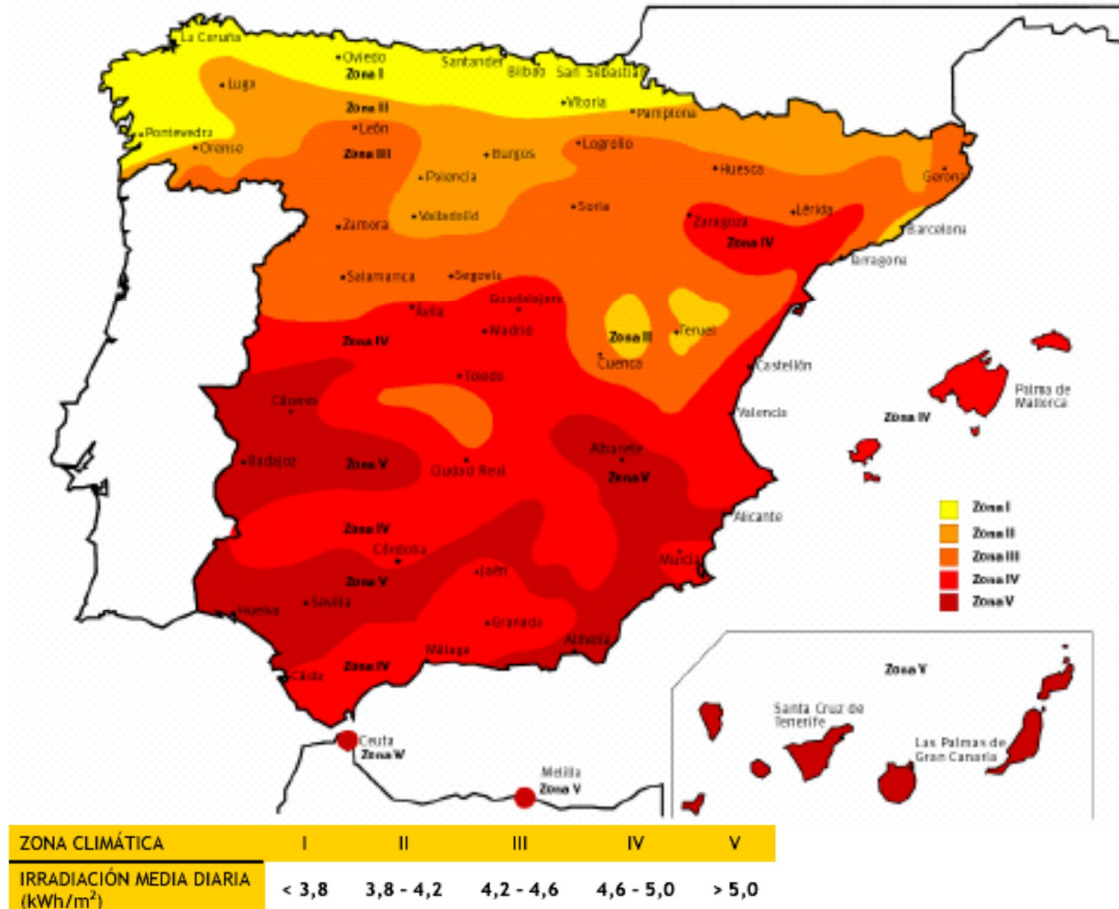 La Coruña
Oviedo
Santander
Bilbao
San Sebastián
Zona I
Lugo
Vitoria
Zona II
Pamplona
Pontevedra
León
Orense
Logroño
Zona III
Burgos
Huesca
Gerona
Palencia
Soria
Zaragoza
Lérida
Valladolid
Zamora
Barcelona
Zona IV
Tarragona
Salamanca
Segovia
Guadalajara
Ávila
Madrid
Zona II
Teruel
Zona IV
Cuenca
Castellón
Toledo
Palma de
Mallorca
Cáceres
Valencia
Zona IV
Albacete
Badajoz
Zona V
Ciudad Real
Zona V
Zona I
Alicante
Zona IV
Zona II
Córdoba
Murcia
Zona III
Jaén
Zona V
Zona IV
Sevilla
Huelva
Zona V
Granada
Almería
Málaga
Zona IV
Cádiz
Zona V
Santa Cruz de
Tenerife
Ceuta
Las Palmas de
Gran Canaria
Melilla
Zona V
ZONA CLIMÁTICA I II III IV V
IRRADIACIÓN MEDIA DIARIA
(kWh/m²) < 3,8 3,8 - 4,2 4,2 - 4,6 4,6 - 5,0 > 5,0